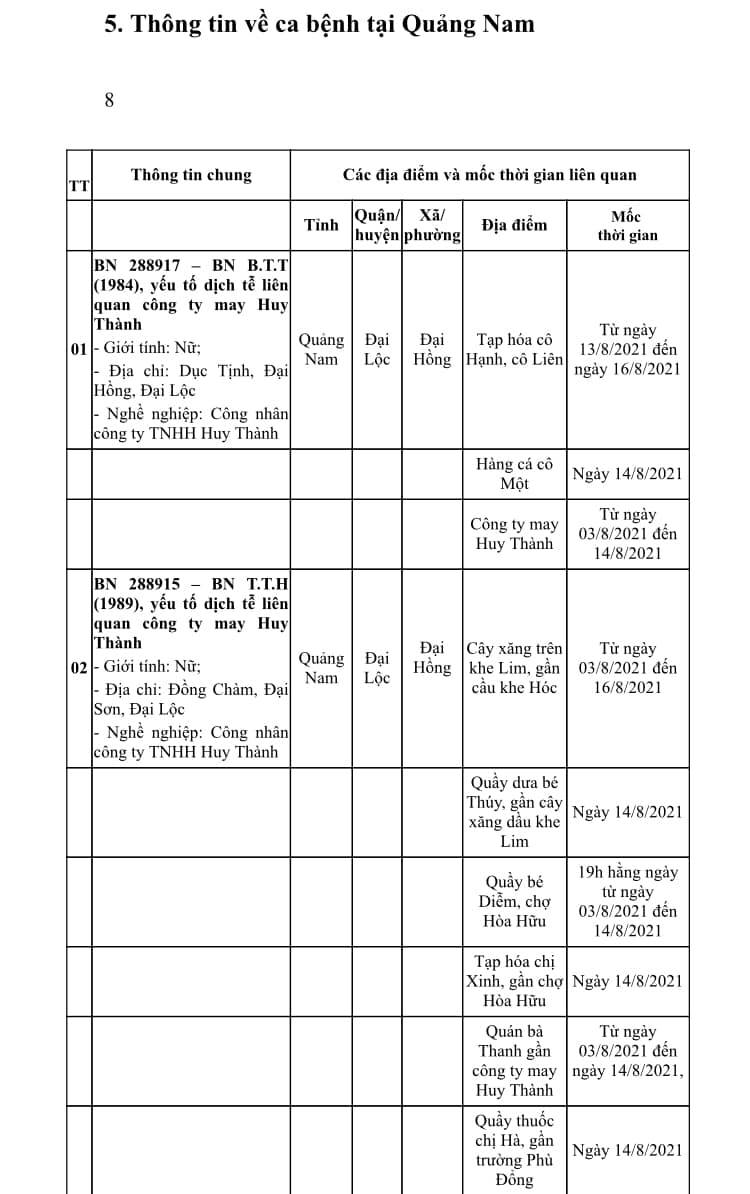 5. Thông tin về ca bệnh tại Quảng Nam
8
TT
Thông tin chung
Các địa điểm và mốc thời gian liên quan
Tỉnh
Quận/
huyện
Xã/
phường
Địa điểm
Mốc
thời gian
01
BN 288917 – BN B.T.T
(1984), yếu tố dịch tễ liên
quan công ty may Huy
Thành
- Giới tính: Nữ;
- Địa chỉ: Dục Tịnh, Đại
Hồng, Đại Lộc
- Nghề nghiệp: Công nhân
công ty TNHH Huy Thành
Quảng
Nam
Đại
Lộc
Đại
Hồng
Tạp hóa cô
Hạnh, cô Liên
Từ ngày
13/8/2021 đến
ngày 16/8/2021
Hàng cá cô
Một
Ngày 14/8/2021
Công ty may
Huy Thành
Từ ngày
03/8/2021 đến
14/8/2021
02
BN 288915 – BN T.T.H
(1989), yếu tố dịch tễ liên
quan công ty may Huy
Thành
- Giới tính: Nữ;
- Địa chỉ: Đồng Chàm, Đại
Sơn, Đại Lộc
- Nghề nghiệp: Công nhân
công ty TNHH Huy Thành
Quảng
Nam
Đại
Lộc
Đại
Hồng
Cây xăng trên
khe Lim, gần
cầu khe Hóc
Từ ngày
03/8/2021 đến
16/8/2021
Quầy dưa bé
Thúy, gần cây
xăng dầu khe
Lim
Ngày 14/8/2021
Quầy bé
Diễm, chợ
Hòa Hữu
19h hằng ngày
từ ngày
03/8/2021 đến
14/8/2021
Tạp hóa chị
Xinh, gần chợ
Hòa Hữu
Ngày 14/8/2021
Quán bà
Thanh gần
công ty may
Huy Thành
Từ ngày
03/8/2021 đến
ngày 14/8/2021,
Quầy thuốc
chị Hà, gần
trường Phù
Đồng
Ngày 14/8/2021